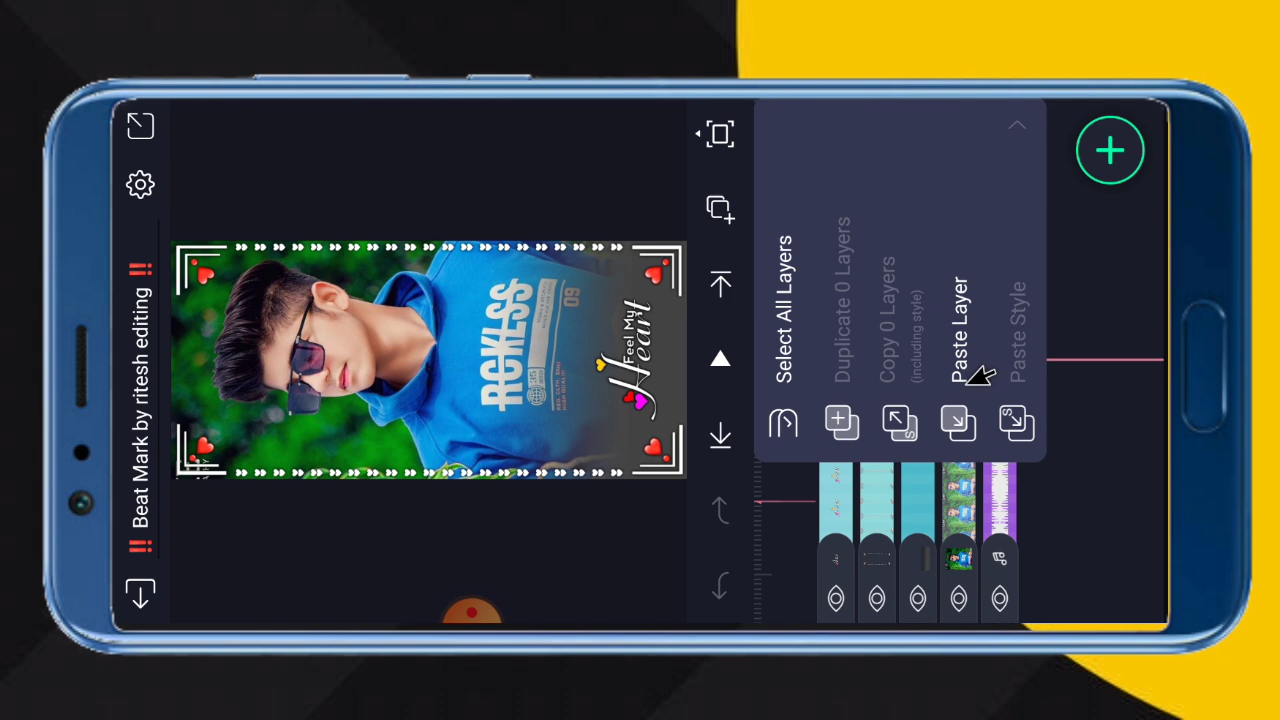 ‼️ Beat Mark by ritesh editing ‼️
RCKLSS
09
Feel My
Heart
Select All Layers
Duplicate 0 Layers
Copy 0 Layers
(including style)
Paste Layer
Paste Style
S
S